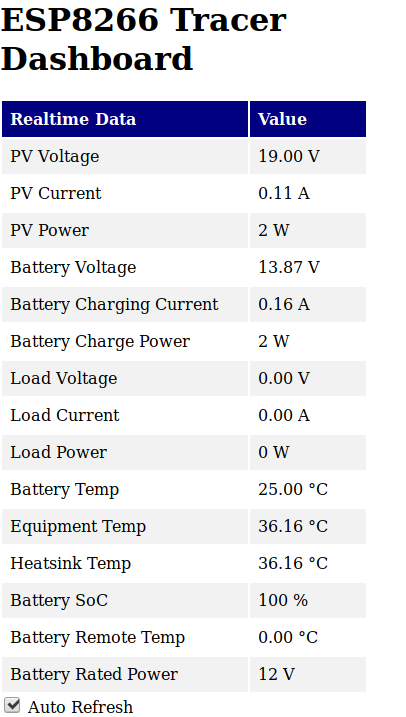 ESP8266 Tracer
Dashboard
Realtime Data Value
PV Voltage 19.00 V
PV Current 0.11 A
PV Power 2 W
Battery Voltage 13.87 V
Battery Charging Current 0.16 A
Battery Charge Power 2 W
Load Voltage 0.00 V
Load Current 0.00 A
Load Power 0 W
Battery Temp 25.00 °C
Equipment Temp 36.16 °C
Heatsink Temp 36.16 °C
Battery SoC 100 %
Battery Remote Temp 0.00 °C
Battery Rated Power 12 V
Auto Refresh